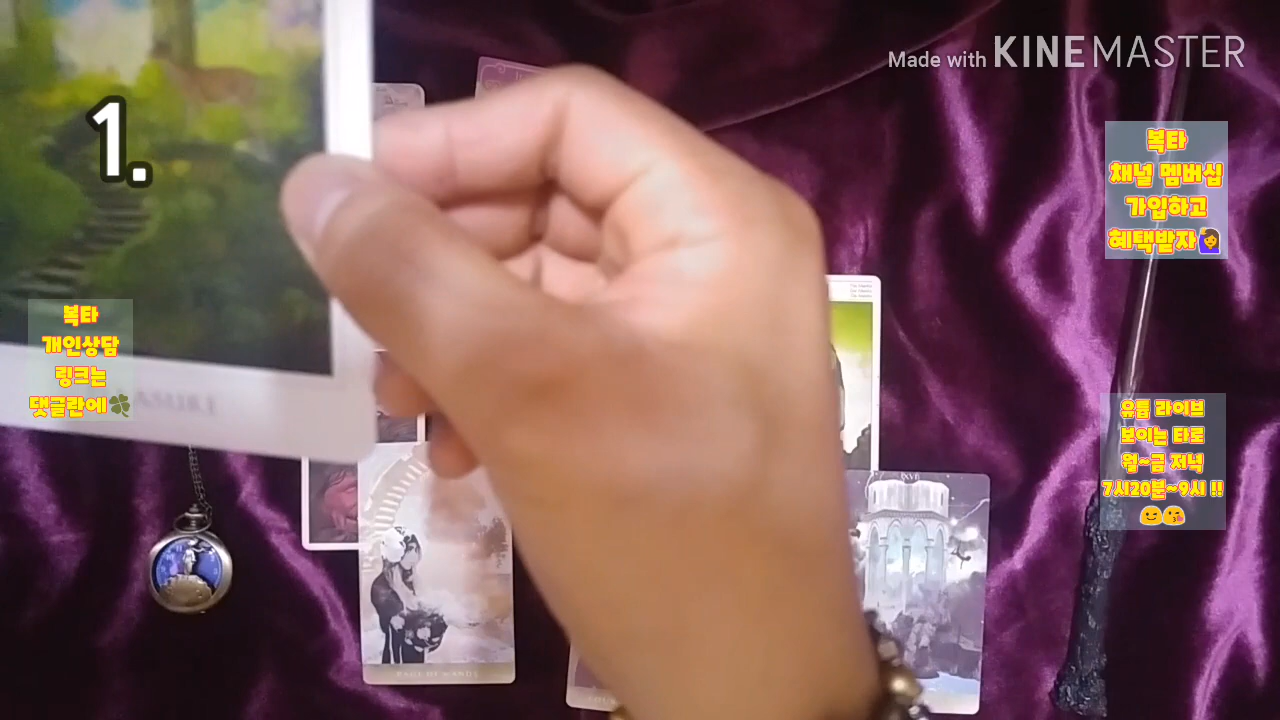 Made with KINEMASTER
1.
복타
채널 멤버십
가입하고
혜택받자🙋‍♀️
복타
개인상담
링크는
댓글란에🍀
유튭 라이브
보이는 타로
월~금 저녁
7시20분~9시 !!
😉😘
XVI
PAGE OF WANDS